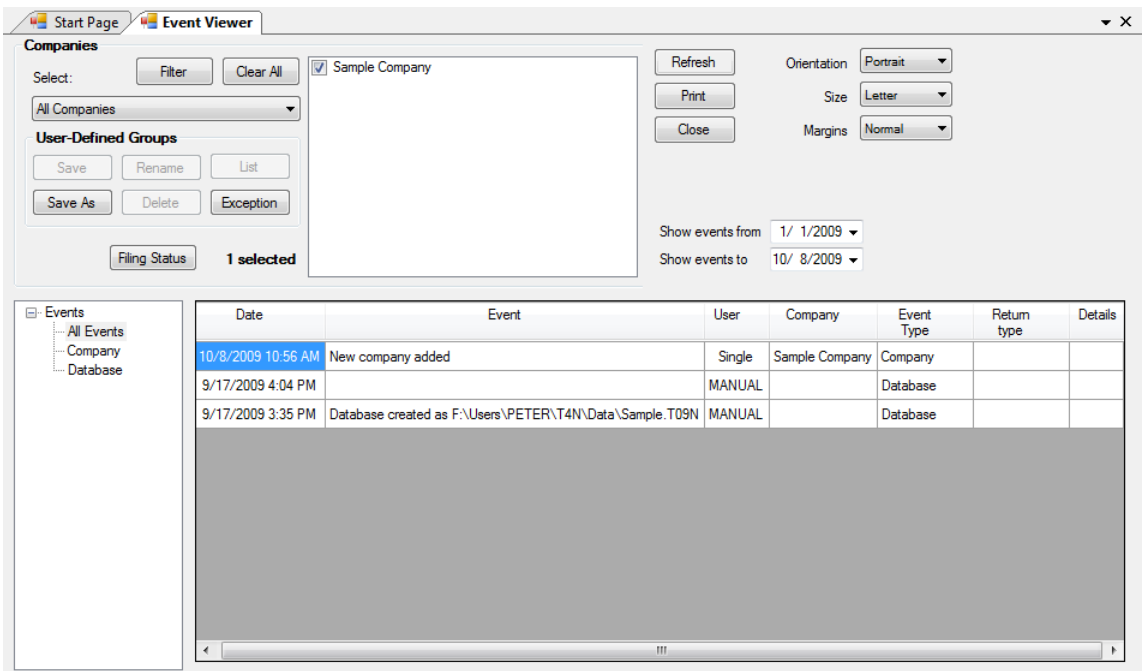 Start Page
Event Viewer
Companies
Select:
Filter
Clear All
All Companies
User-Defined Groups
Save
Rename
List
Save As
Delete
Exception
Filing Status
1 selected
Sample Company
Refresh
Print
Close
Orientation Portrait
Size Letter
Margins Normal
Show events from 1/ 1/2009
Show events to 10/ 8/2009
Events
All Events
Company
Database
Date Event User Company Event Type Return type Details
10/8/2009 10:56 AM New company added Single Sample Company Company
9/17/2009 4:04 PM MANUAL Database
9/17/2009 3:35 PM Database created as F:\Users\PETER\T4N\Data\Sample.T09N MANUAL Database